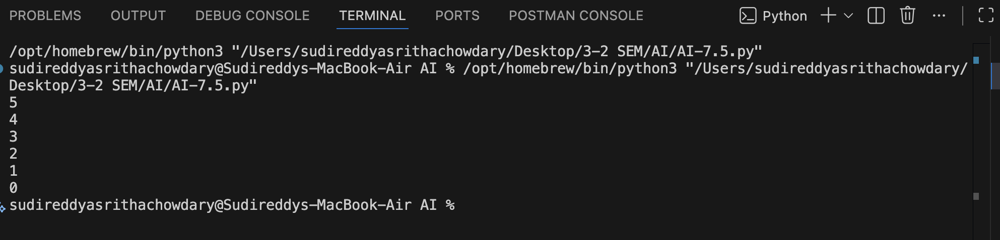 PROBLEMS OUTPUT DEBUG CONSOLE TERMINAL PORTS POSTMAN CONSOLE Python
/opt/homebrew/bin/python3 "/Users/sudireddyasrithachowdary/Desktop/3-2 SEM/AI/AI-7.5.py"
sudireddyasrithachowdary@Sudireddys-MacBook-Air AI % /opt/homebrew/bin/python3 "/Users/sudireddyasrithachowdary/
Desktop/3-2 SEM/AI/AI-7.5.py"
5
4
3
2
1
0
sudireddyasrithachowdary@Sudireddys-MacBook-Air AI %